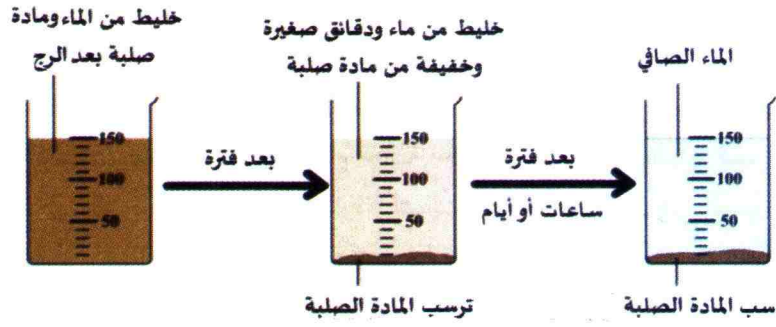 خليط من الماء ومادة
صلبة بعد الرج
خليط من ماء ودقائق صغيرة
وخفيفة من مادة صلبة
الماء الصافي
150
100
50
بعد فترة
150
100
50
بعد فترة
ساعات أو أيام
150
100
50
ترسب المادة الصلبة
سب المادة الصلبة